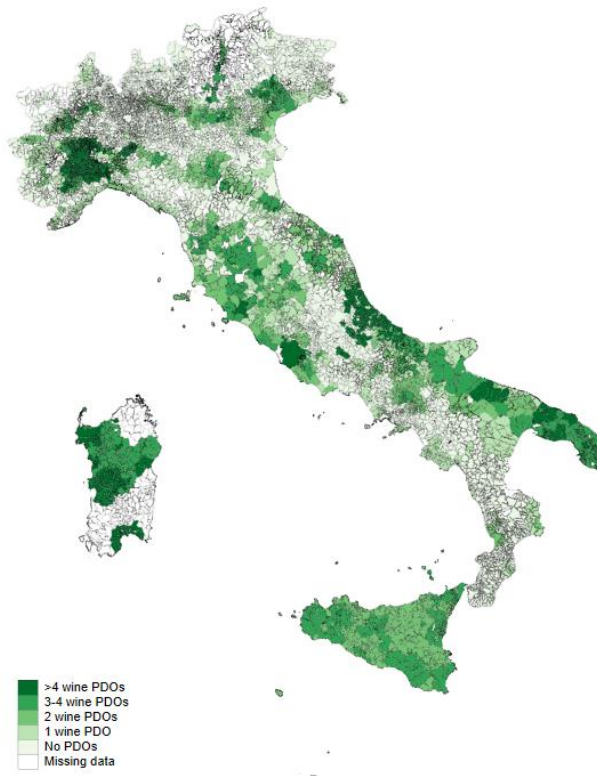 >4 wine PDOs
3-4 wine PDOs
2 wine PDOs
1 wine PDO
No PDOs
Missing data